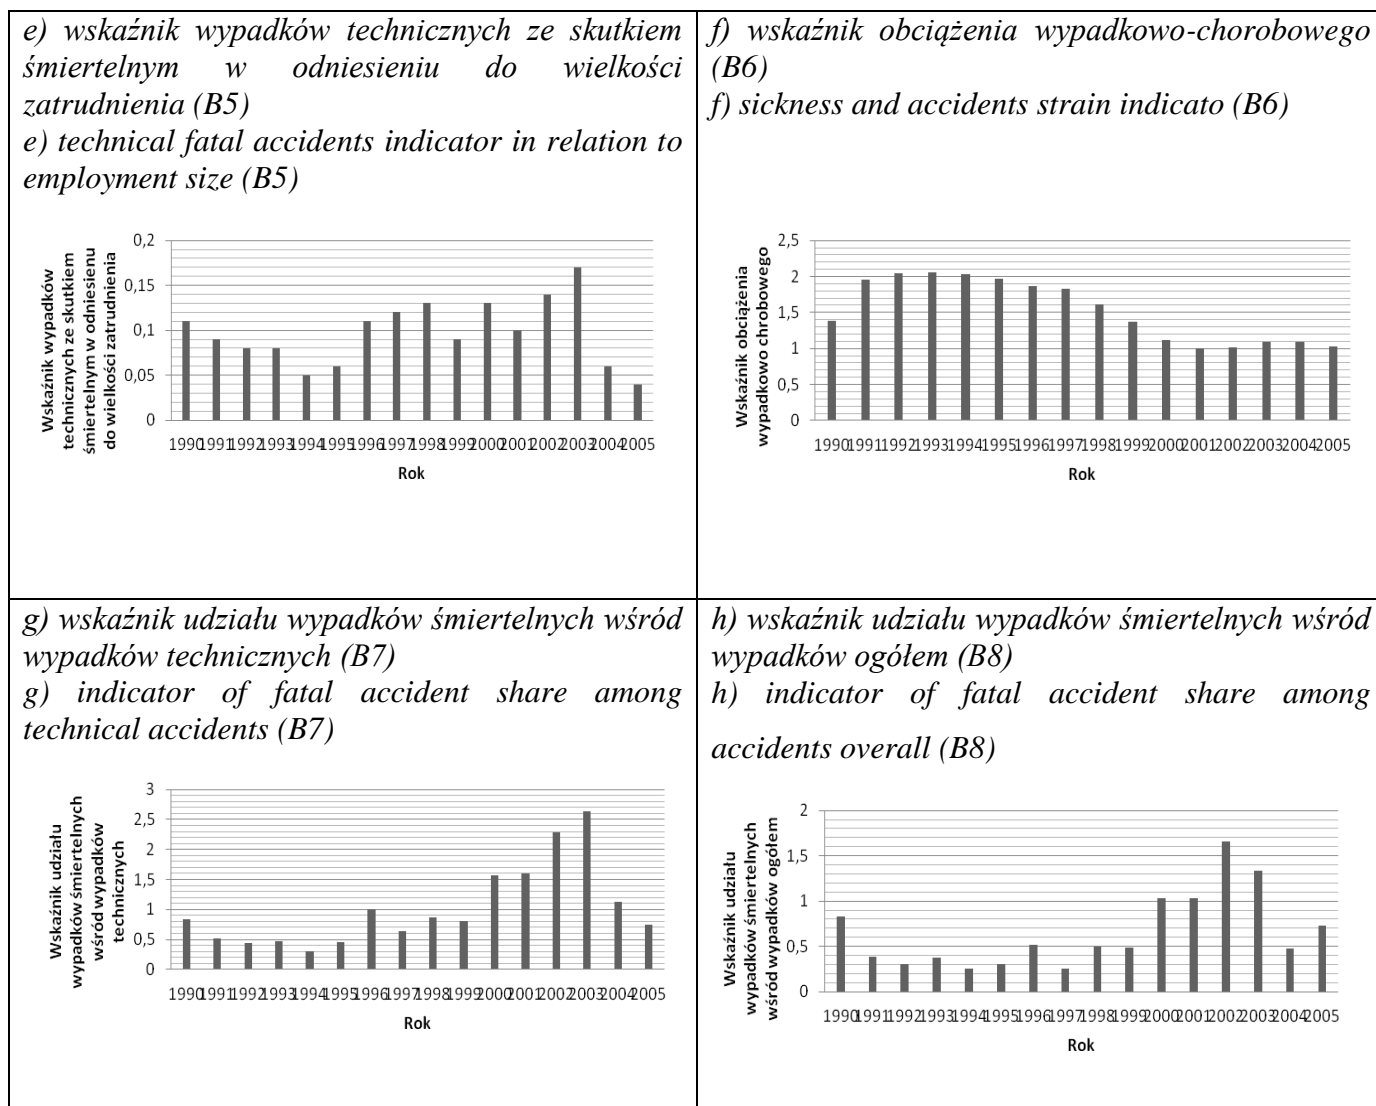 e) wskaźnik wypadków technicznych ze skutkiem
śmiertelnym w odniesieniu do wielkości
zatrudnienia (B5)
e) technical fatal accidents indicator in relation to
employment size (B5)
Wskaźnik wypadków
technicznych ze skutkiem
śmiertelnym w odniesienu
do wielkości zatrudnienia
0,2
0,15
0,1
0,05
0
1990 1991 1992 1993 1994 1995 1996 1997 1998 1999 2000 2001 2002 2003 2004 2005
Rok
f) wskaźnik obciążenia wypadkowo-chorobowego
(B6)
f) sickness and accidents strain indicato (B6)
Wskaźnik obciążenia
wypadkowo chrobowego
2,5
2
1,5
1
0,5
0
1990 1991 1992 1993 1994 1995 1996 1997 1998 1999 2000 2001 2002 2003 2004 2005
Rok
g) wskaźnik udziału wypadków śmiertelnych wśród
wypadków technicznych (B7)
g) indicator of fatal accident share among
technical accidents (B7)
Wskaźnik udziału
wypadków śmiertelnych
wśród wypadków
technicznych
3
2,5
2
1,5
1
0,5
0
1990 1991 1992 1993 1994 1995 1996 1997 1998 1999 2000 2001 2002 2003 2004 2005
Rok
h) wskaźnik udziału wypadków śmiertelnych wśród
wypadków ogółem (B8)
h) indicator of fatal accident share among
accidents overall (B8)
Wskaźnik udziału
wypadków śmiertelnych
wśród wypadków ogółem
2
1,5
1
0,5
0
1990 1991 1992 1993 1994 1995 1996 1997 1998 1999 2000 2001 2002 2003 2004 2005
Rok